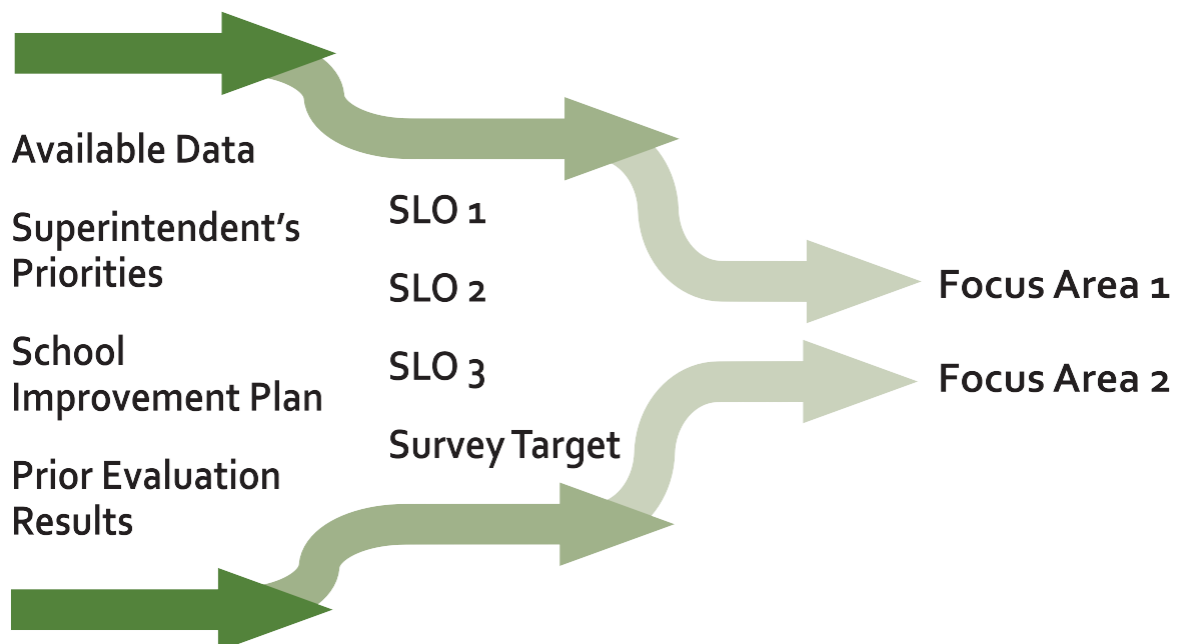 Available Data
Superintendent's
Priorities
School
Improvement Plan
Prior Evaluation
Results
SLO 1
SLO 2
SLO 3
Survey Target
Focus Area 1
Focus Area 2